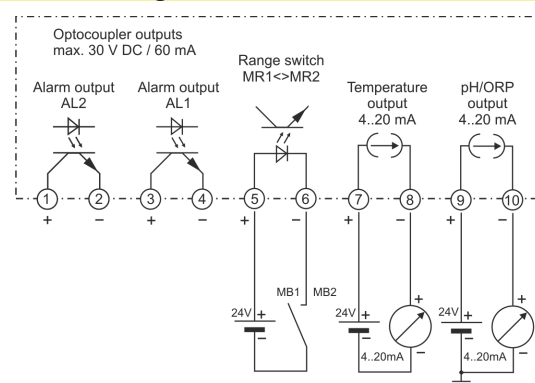 Optocoupler outputs
max. 30 V DC / 60 mA
Range switch
MR1<>MR2
Alarm output
AL2
Alarm output
AL1
Temperature
output
4..20 mA
pH/ORP
output
4..20 mA
1 2 3 4 5 6 7 8 9 10
+ − + − + − + − + −
MB1 MB2
24V + 24V + + 24V + +
− − − − −
4..20mA 4..20mA